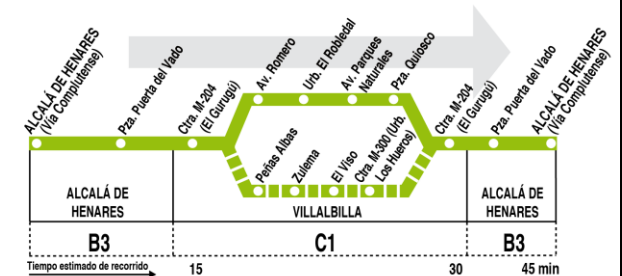 ALCALÁ DE HENARES
(Vía Complutense)
Pza. Puerta del Vado
Ctra. M-204
(El Gurugú)
Av. Romero
Urb. El Robledal
Av. Parques
Naturales
Pza. Quiosco
Ctra. M-204
(El Gurugú)
Pza. Puerta del Vado
ALCALÁ DE HENARES
(Vía Complutense)
Peñas Albas
Zulema
El Viso
Ctra. M-300 (Urb.
Los Hueros)
ALCALÁ DE
HENARES
VILLALBILLA
ALCALÁ DE
HENARES
B3
C1
B3
Tiempo estimado de recorrido
15
30
45 min